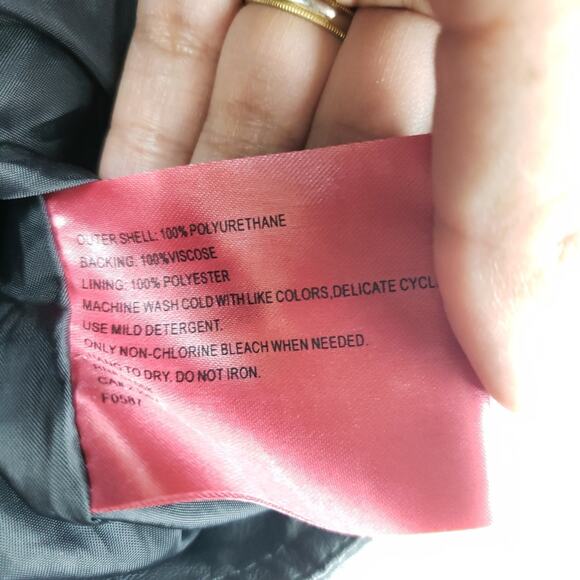 OUTER SHELL: 100% POLYURETHANE
BACKING: 100%VISCOSE
LINING: 100% POLYESTER
MACHINE WASH COLD WITH LIKE COLORS,DELICATE
USE MILD DETERGENT.
ONLY NON-CHLORINE BLEACH WHEN NEEDED.
HANG TO DRY. DO NOT IRON.
F0587